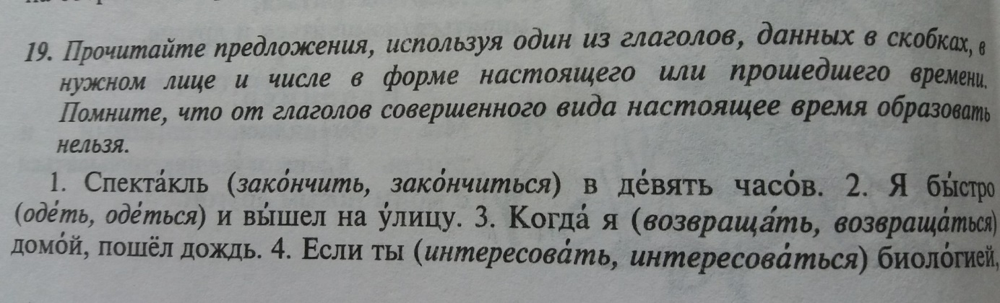 19. Прочитайте предложения, используя один из глаголов, данных в скобках, в
нужном лице и числе в форме настоящего или прошедшего времени.
Помните, что от глаголов совершенного вида настоящее время образовать
нельзя.
1. Спекта́кль (зако́нчить, зако́нчиться) в де́вять часо́в. 2. Я бы́стро
(оде́ть, оде́ться) и вы́шел на у́лицу. 3. Когда́ я (возвраща́ть, возвраща́ться)
домо́й, пошёл дождь. 4. Если ты (интересова́ть, интересова́ться) биоло́гией,